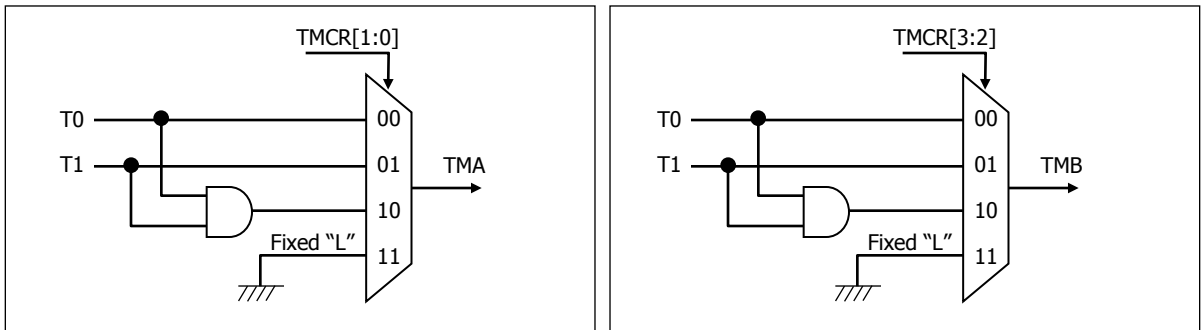 TMCR[1:0]
T0
00
T1
01
TMA
10
Fixed “L”
11
TMCR[3:2]
T0
00
T1
01
TMB
10
Fixed “L”
11